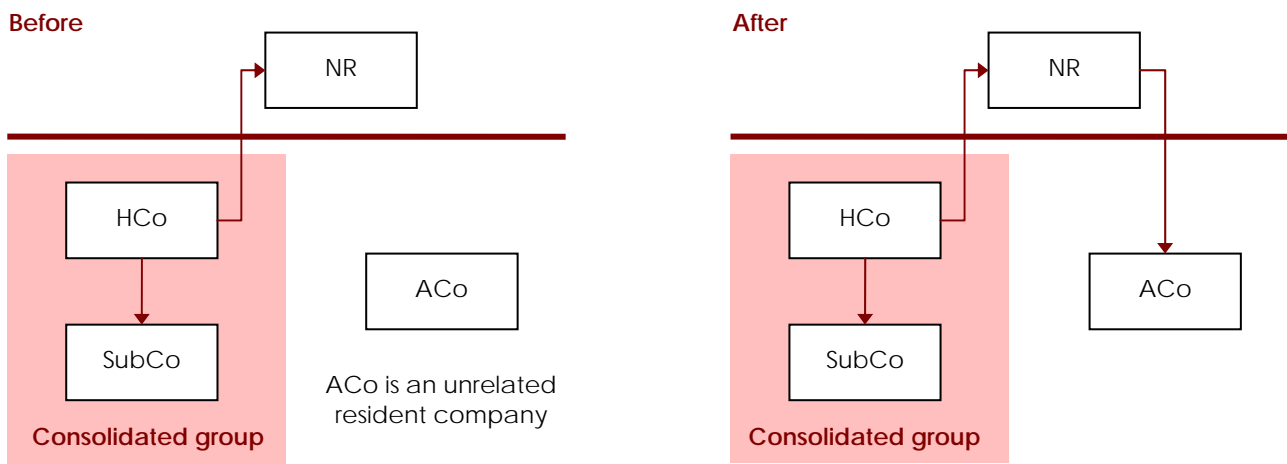 Before
NR
HCo
ACo
SubCo
ACo is an unrelated
resident company
Consolidated group
After
NR
HCo
ACo
SubCo
Consolidated group